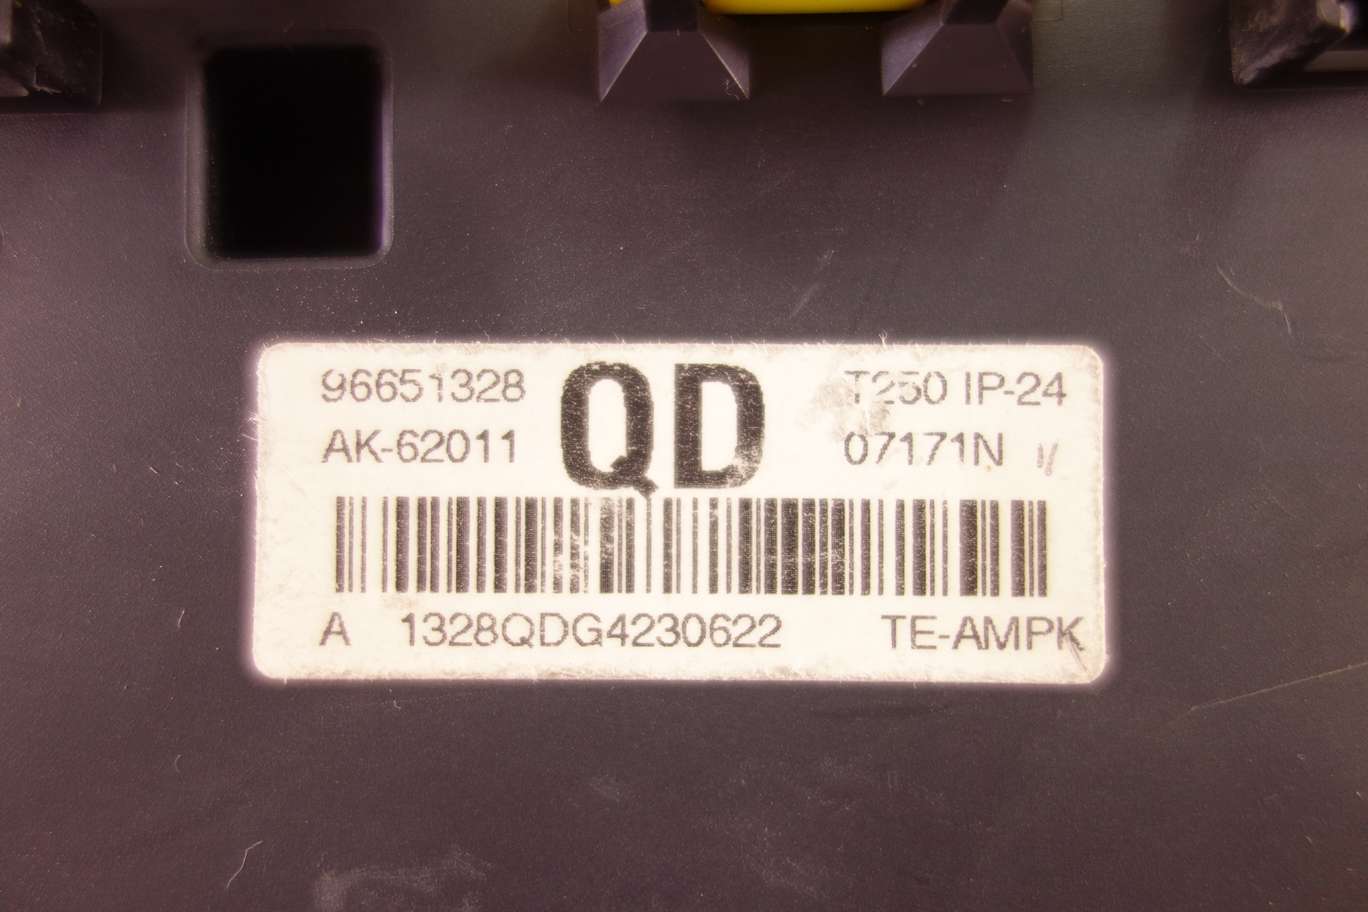 96651328 QD T250 IP-24
AK-62011 07171N
A 1328QDG4230622 TE-AMPK